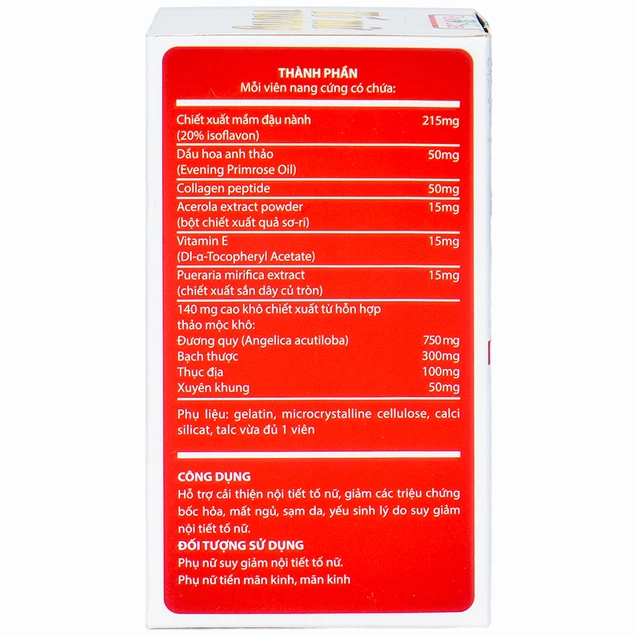 THÀNH PHẦN
Mỗi viên nang cứng có chứa:
Chiết xuất mầm đậu nành 215mg
(20% isoflavon)
Dầu hoa anh thảo 50mg
(Evening Primrose Oil)
Collagen peptide 50mg
Acerola extract powder 15mg
(bột chiết xuất quả sơ-ri)
Vitamin E 15mg
(Dl-α-Tocopheryl Acetate)
Pueraria mirifica extract 15mg
(chiết xuất sắn dây củ tròn)
140 mg cao khô chiết xuất từ hỗn hợp
thảo mộc khô:
Đương quy (Angelica acutiloba) 750mg
Bạch thược 300mg
Thục địa 100mg
Xuyên khung 50mg
Phụ liệu: gelatin, microcrystalline cellulose, calci
silicat, talc vừa đủ 1 viên
CÔNG DỤNG
Hỗ trợ cải thiện nội tiết tố nữ, giảm các triệu chứng
bốc hỏa, mất ngủ, sạm da, yếu sinh lý do suy giảm
nội tiết tố nữ.
ĐỐI TƯỢNG SỬ DỤNG
Phụ nữ suy giảm nội tiết tố nữ.
Phụ nữ tiền mãn kinh, mãn kinh